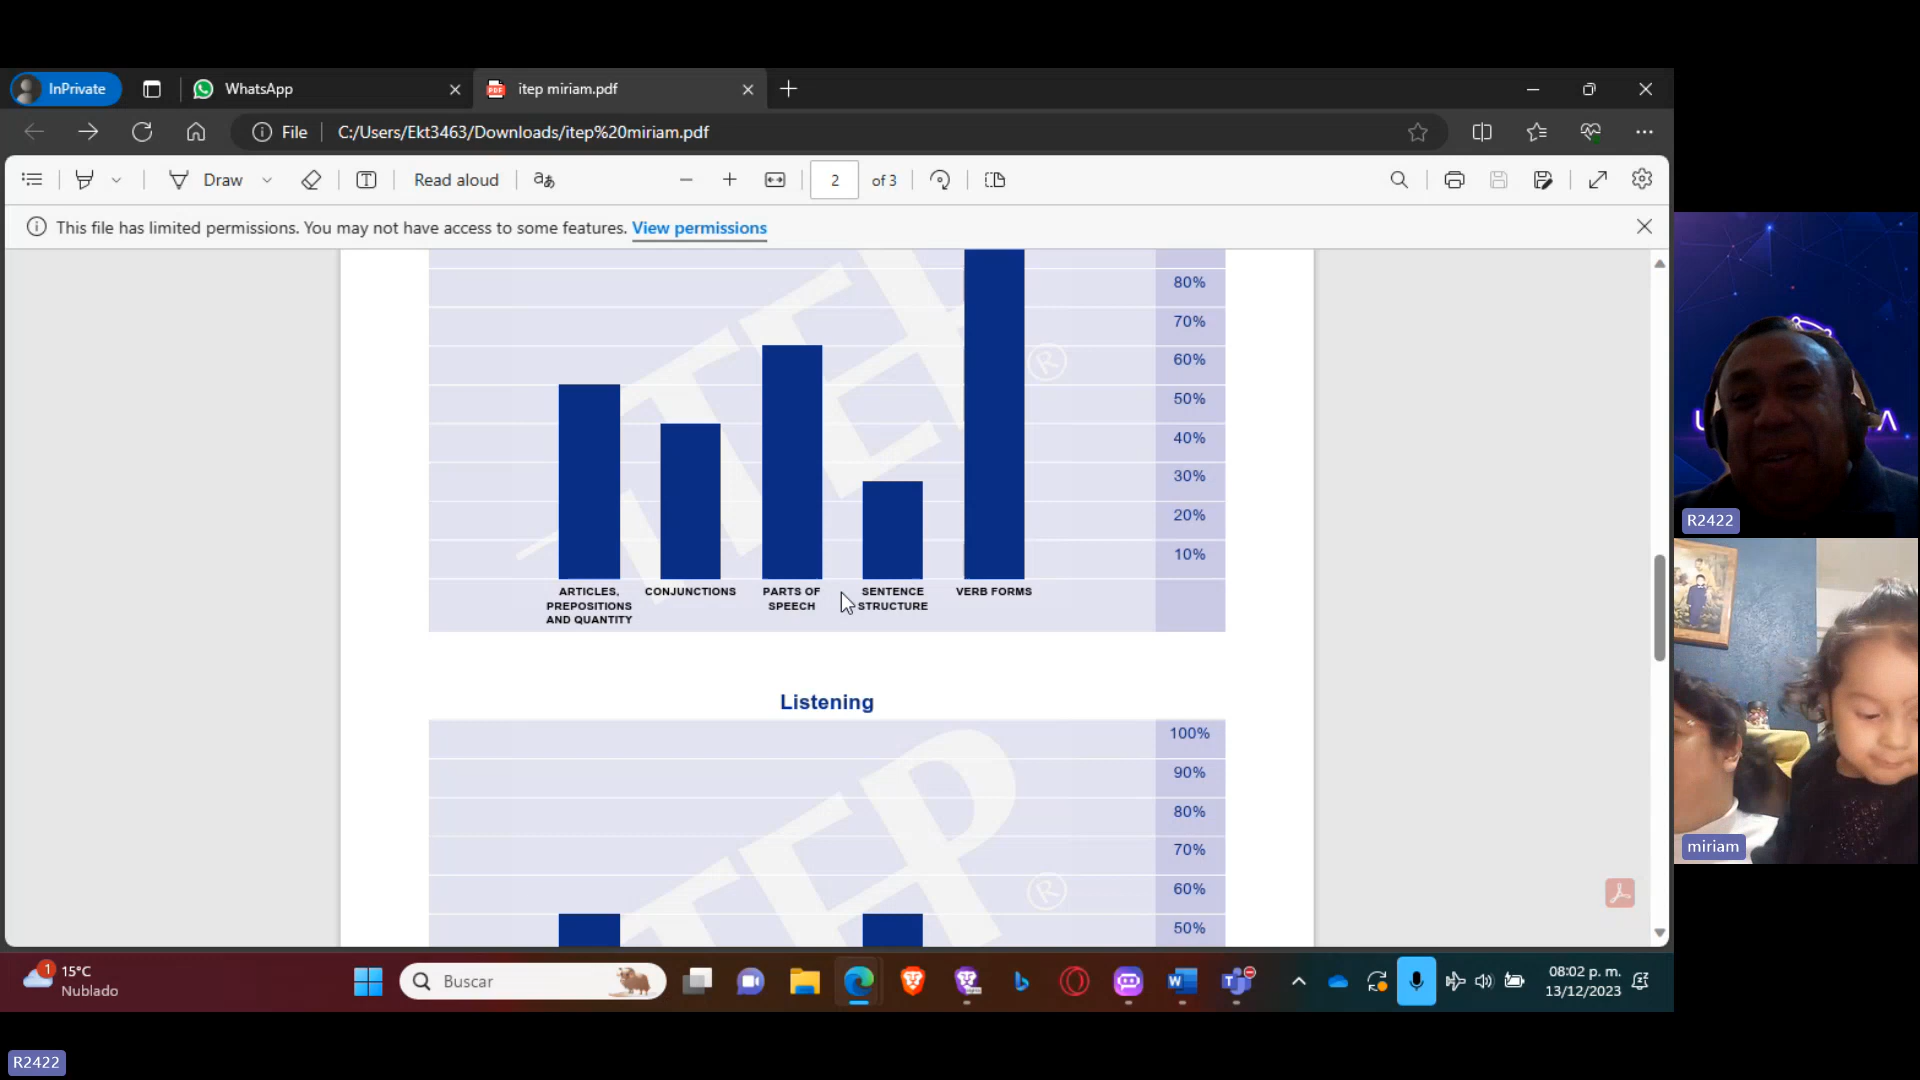 InPrivate
WhatsApp
itep miriam.pdf
File
C:/Users/Ekt3463/Downloads/itep%20miriam.pdf
Draw
Read aloud
2
of 3
This file has limited permissions. You may not have access to some features. View permissions
80%
70%
60%
50%
40%
30%
20%
10%
ARTICLES,
PREPOSITIONS
AND QUANTITY
CONJUNCTIONS
PARTS OF
SPEECH
SENTENCE
STRUCTURE
VERB FORMS
Listening
100%
90%
80%
70%
60%
50%
iTEP
®
R2422
miriam
1
15°C
Nublado
Buscar
08:02 p. m.
13/12/2023
R2422